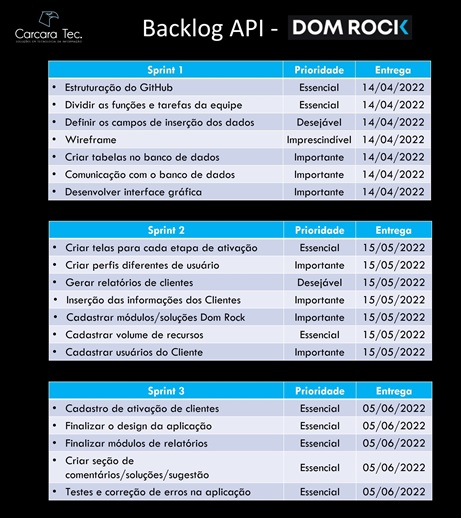 Carcara Tec.
SOLUÇÕES EM TECNOLOGIA DA INFORMAÇÃO
Backlog API - DOM ROCK
Sprint 1 Prioridade Entrega
• Estruturação do GitHub Essencial 14/04/2022
• Dividir as funções e tarefas da equipe Essencial 14/04/2022
• Definir os campos de inserção dos dados Desejável 14/04/2022
• Wireframe Imprescindível 14/04/2022
• Criar tabelas no banco de dados Importante 14/04/2022
• Comunicação com o banco de dados Importante 14/04/2022
• Desenvolver interface gráfica Importante 14/04/2022
Sprint 2 Prioridade Entrega
• Criar telas para cada etapa de ativação Essencial 15/05/2022
• Criar perfis diferentes de usuário Importante 15/05/2022
• Gerar relatórios de clientes Desejável 15/05/2022
• Inserção das informações dos Clientes Importante 15/05/2022
• Cadastrar módulos/soluções Dom Rock Importante 15/05/2022
• Cadastrar volume de recursos Essencial 15/05/2022
• Cadastrar usuários do Cliente Importante 15/05/2022
Sprint 3 Prioridade Entrega
• Cadastro de ativação de clientes Essencial 05/06/2022
• Finalizar o design da aplicação Essencial 05/06/2022
• Finalizar módulos de relatórios Essencial 05/06/2022
• Criar seção de
comentários/soluções/sugestão Essencial 05/06/2022
• Testes e correção de erros na aplicação Essencial 05/06/2022